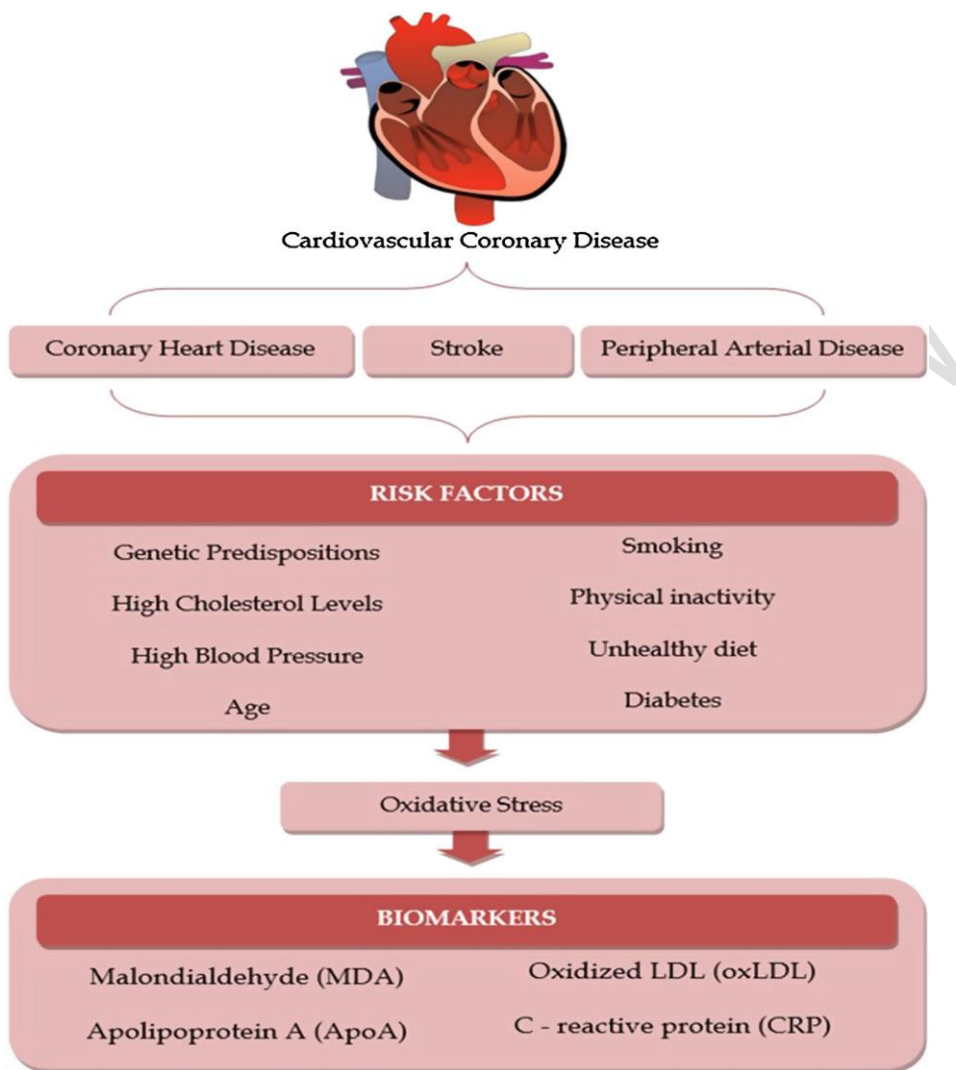 Cardiovascular Coronary Disease
Coronary Heart Disease
Stroke
Peripheral Arterial Disease
RISK FACTORS
Genetic Predispositions
High Cholesterol Levels
High Blood Pressure
Age
Smoking
Physical inactivity
Unhealthy diet
Diabetes
Oxidative Stress
BIOMARKERS
Malondialdehyde (MDA)
Apolipoprotein A (ApoA)
Oxidized LDL (oxLDL)
C - reactive protein (CRP)